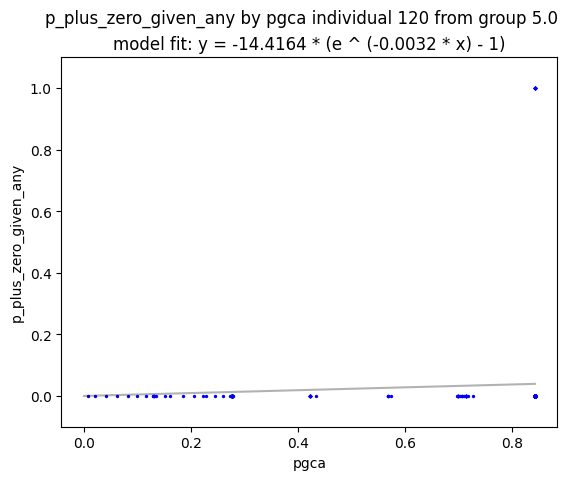 p_plus_zero_given_any by pgca individual 120 from group 5.0
model fit: y = -14.4164 * (e ^ (-0.0032 * x) - 1)
1.0
0.8
0.6
0.4
0.2
0.0
p_plus_zero_given_any
0.0 0.2 0.4 0.6 0.8
pgca